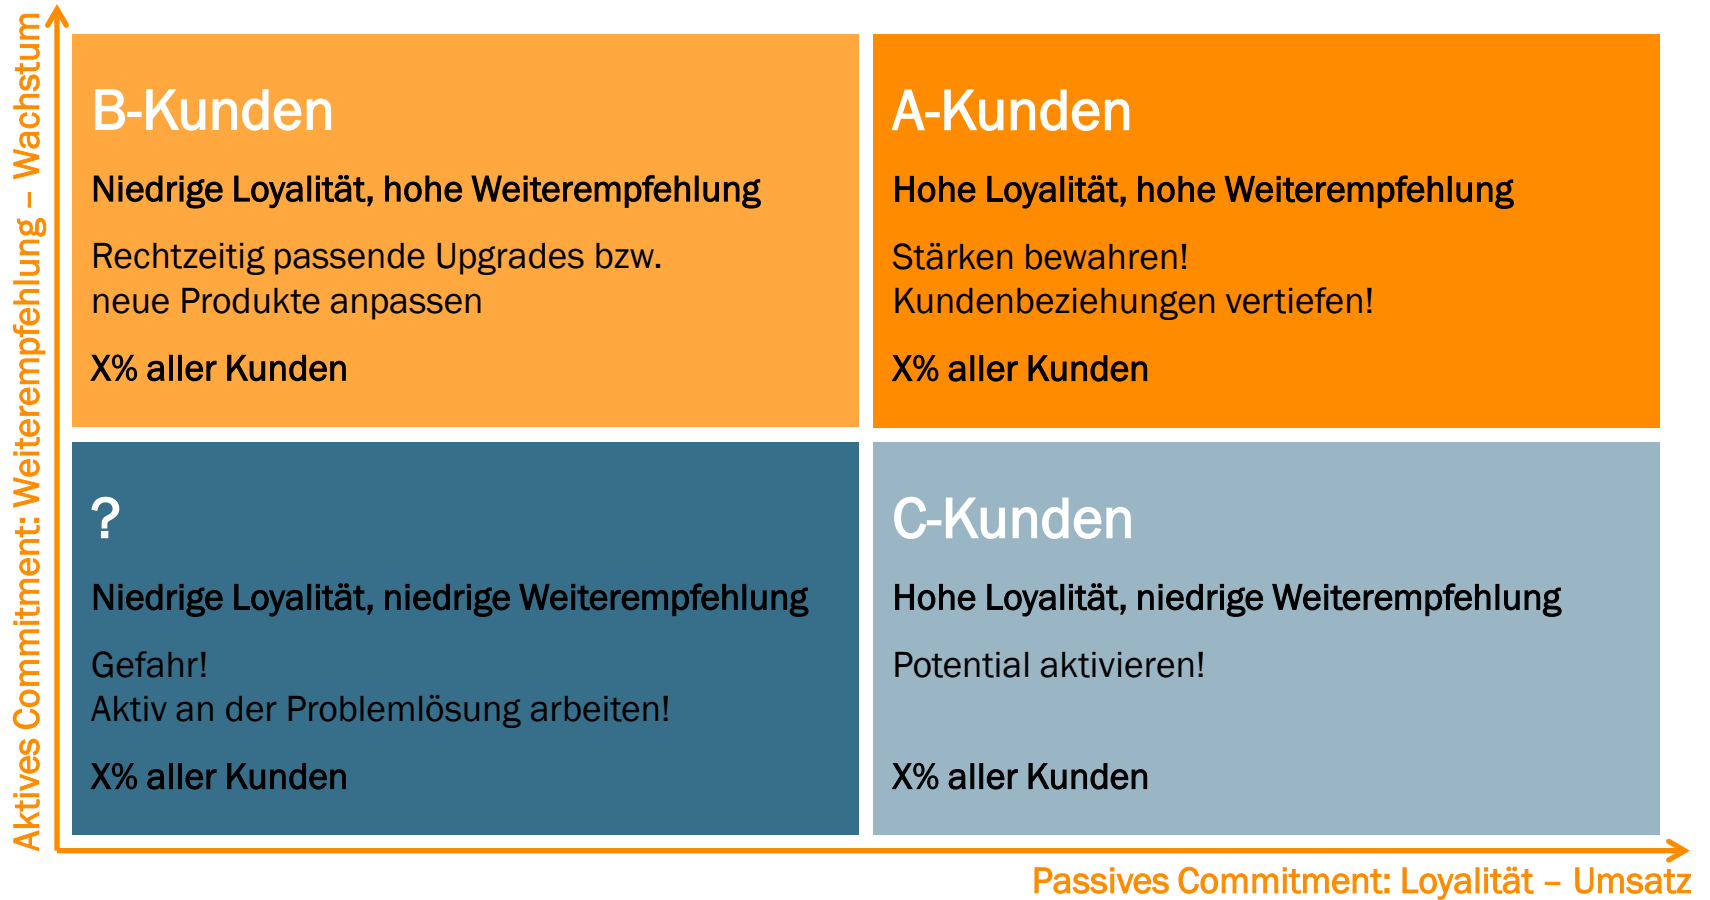 Aktives Commitment: Weiterempfehlung – Wachstum
B-Kunden
Niedrige Loyalität, hohe Weiterempfehlung
Rechtzeitig passende Upgrades bzw.
neue Produkte anpassen
X% aller Kunden
A-Kunden
Hohe Loyalität, hohe Weiterempfehlung
Stärken bewahren!
Kundenbeziehungen vertiefen!
X% aller Kunden
?
Niedrige Loyalität, niedrige Weiterempfehlung
Gefahr!
Aktiv an der Problemlösung arbeiten!
X% aller Kunden
C-Kunden
Hohe Loyalität, niedrige Weiterempfehlung
Potential aktivieren!
X% aller Kunden
Passives Commitment: Loyalität – Umsatz